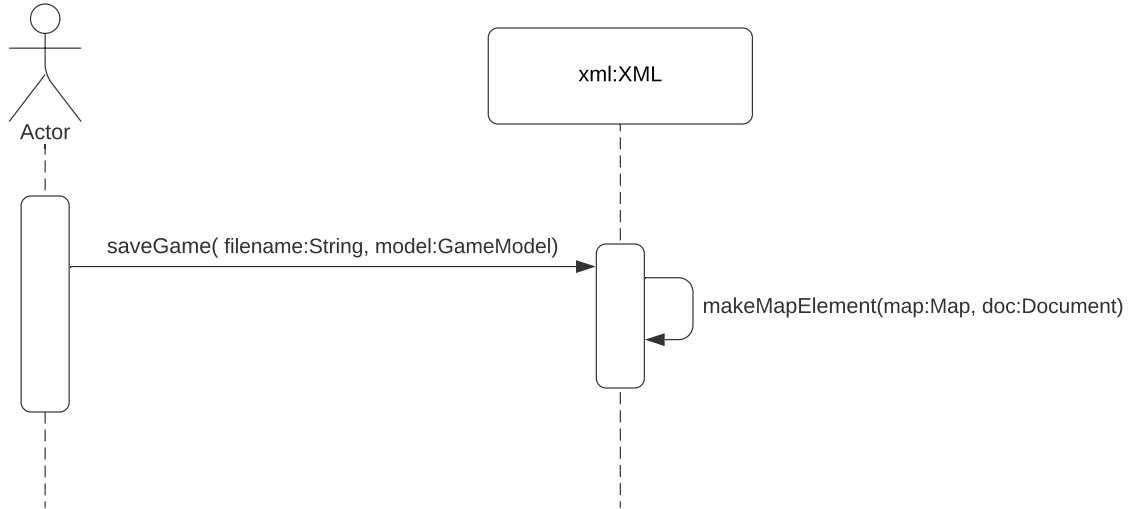 xml:XML
Actor
saveGame( filename:String, model:GameModel)
makeMapElement(map:Map, doc:Document)